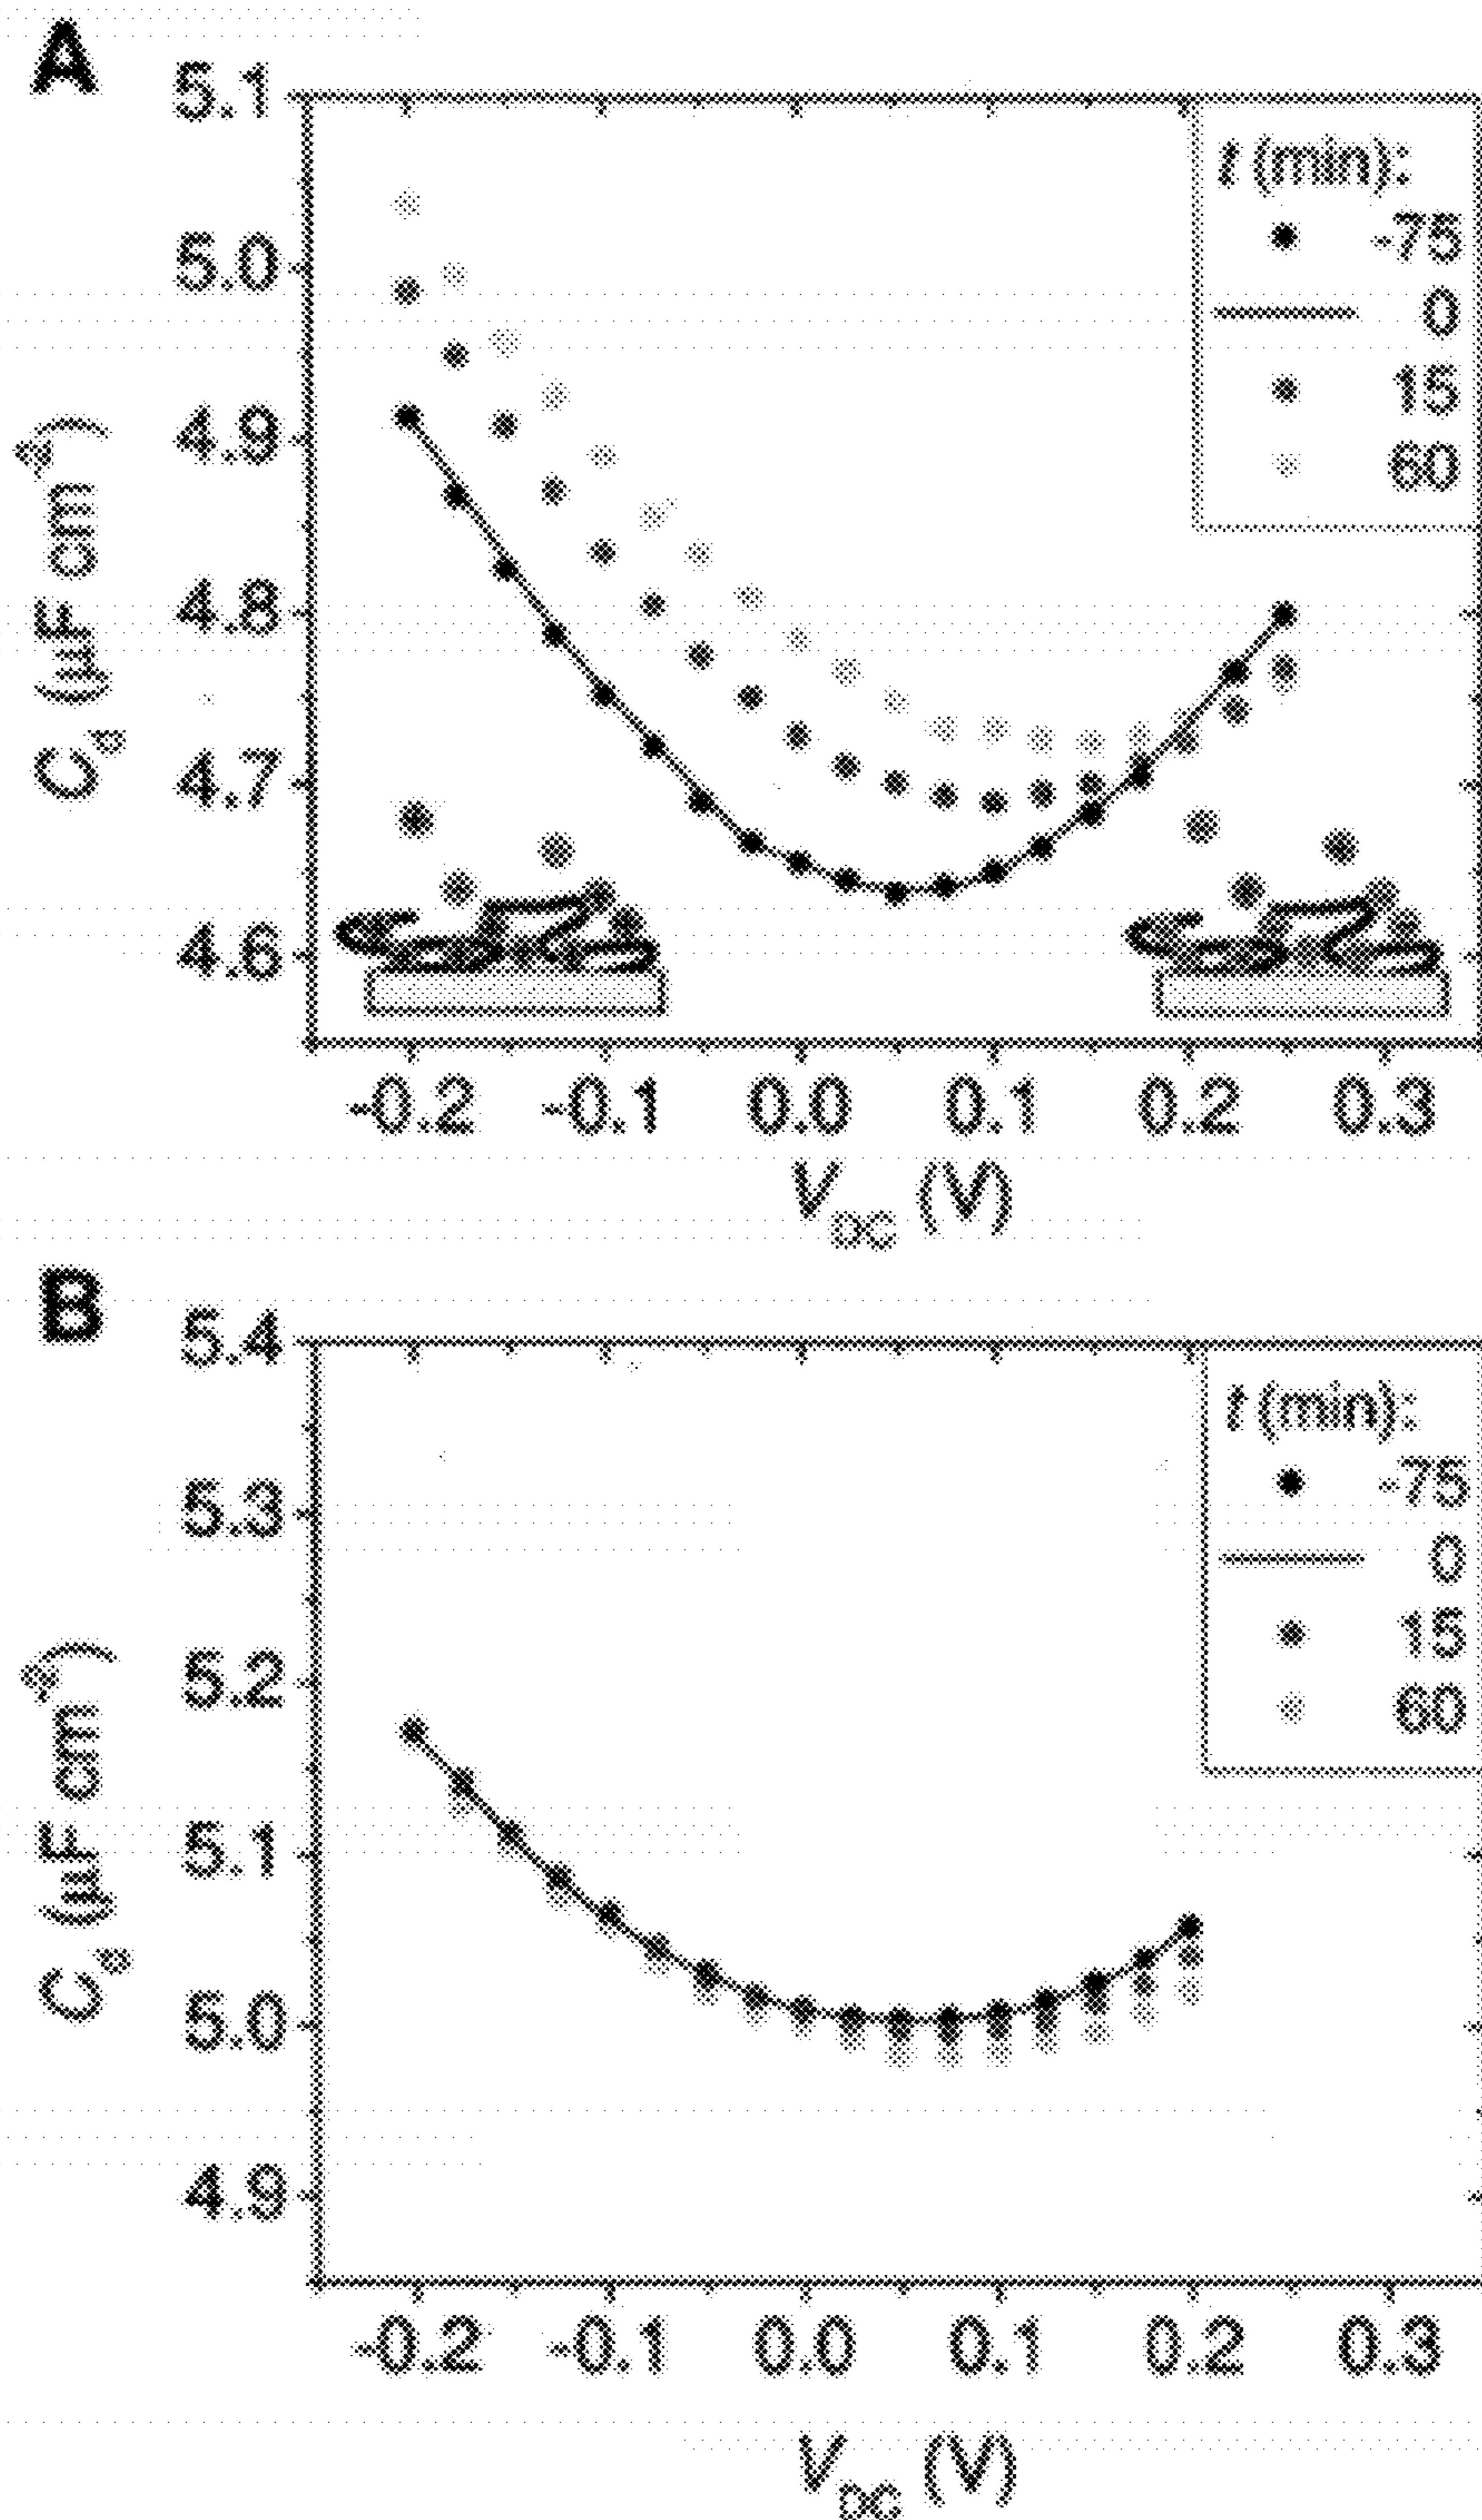 A
5.1
5.0
4.9
4.8
4.7
4.6
C_d (µF cm⁻²)
t (min):
-75
0
15
60
-0.2 -0.1 0.0 0.1 0.2 0.3
V_DC (V)
B
5.4
5.3
5.2
5.1
5.0
4.9
C_d (µF cm⁻²)
t (min):
-75
0
15
60
-0.2 -0.1 0.0 0.1 0.2 0.3
V_DC (V)